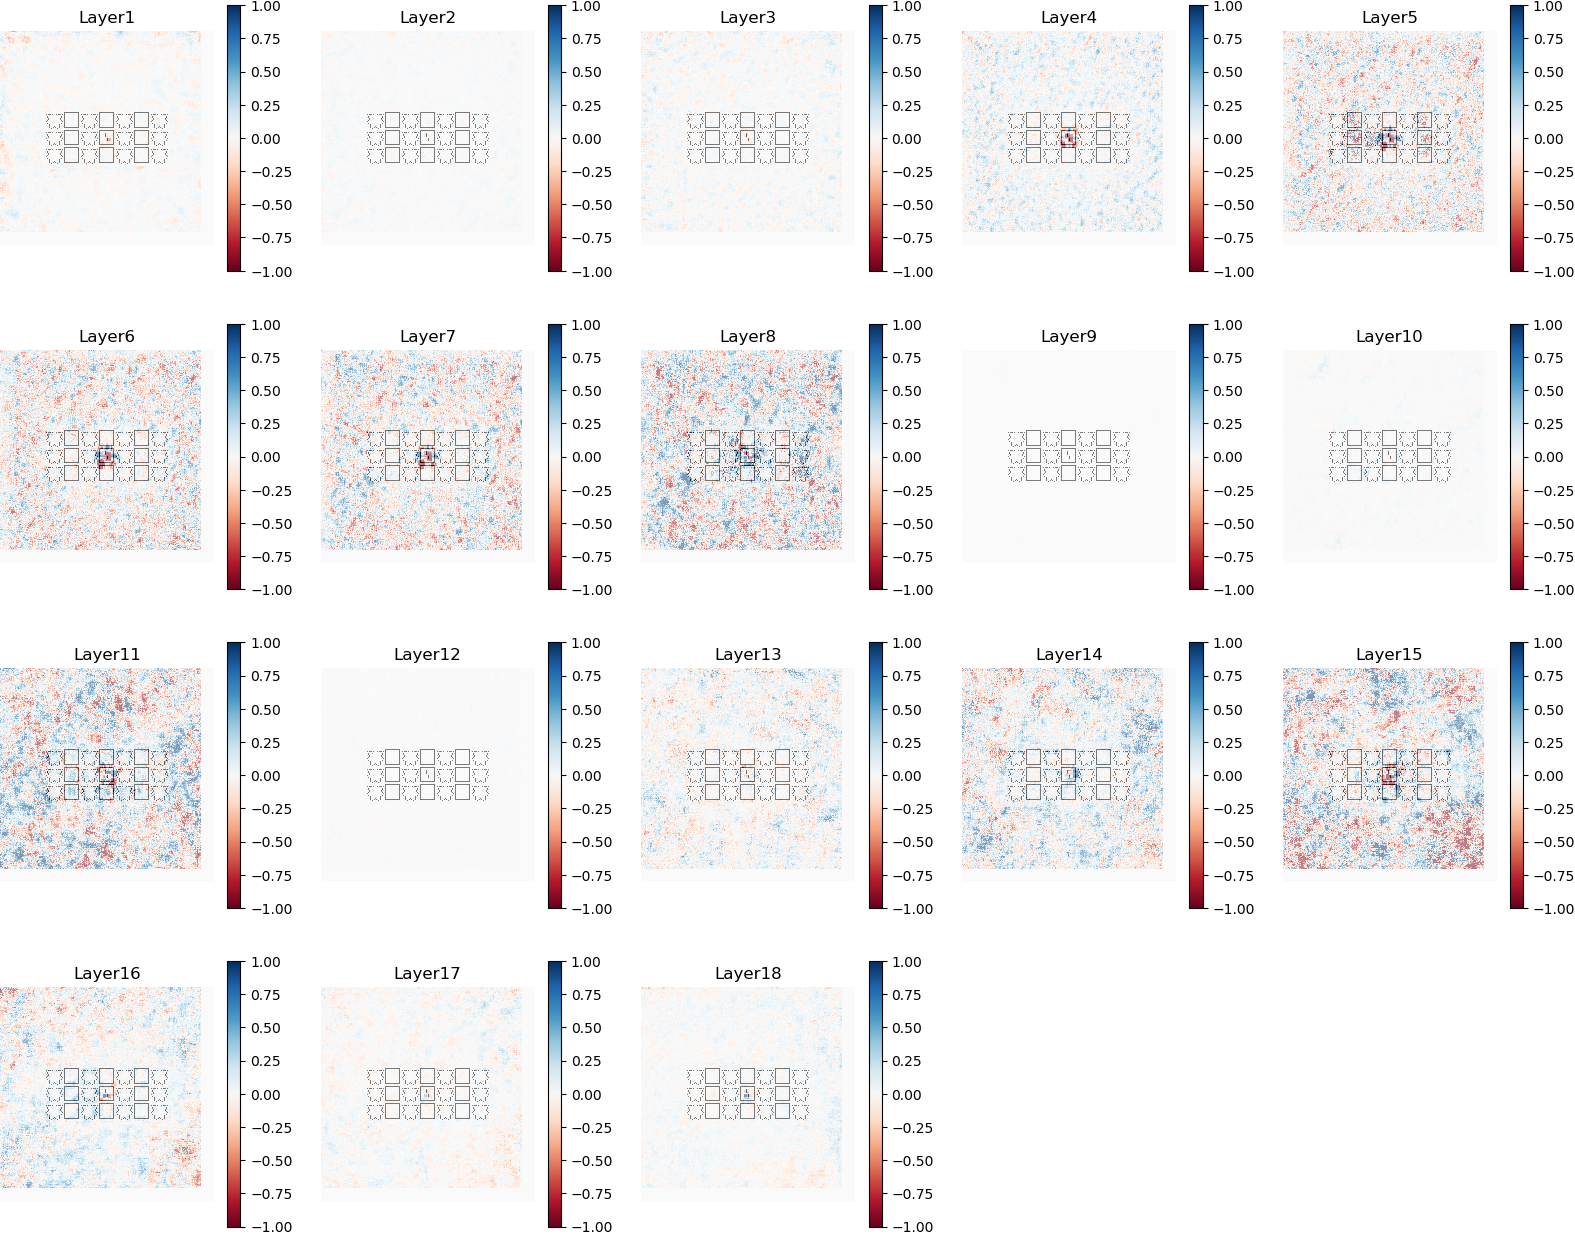 Layer1 Layer2 Layer3 Layer4 Layer5
1.00 1.00 1.00 1.00 1.00
0.75 0.75 0.75 0.75 0.75
0.50 0.50 0.50 0.50 0.50
0.25 0.25 0.25 0.25 0.25
0.00 0.00 0.00 0.00 0.00
−0.25 −0.25 −0.25 −0.25 −0.25
−0.50 −0.50 −0.50 −0.50 −0.50
−0.75 −0.75 −0.75 −0.75 −0.75
−1.00 −1.00 −1.00 −1.00 −1.00
Layer6 Layer7 Layer8 Layer9 Layer10
1.00 1.00 1.00 1.00 1.00
0.75 0.75 0.75 0.75 0.75
0.50 0.50 0.50 0.50 0.50
0.25 0.25 0.25 0.25 0.25
0.00 0.00 0.00 0.00 0.00
−0.25 −0.25 −0.25 −0.25 −0.25
−0.50 −0.50 −0.50 −0.50 −0.50
−0.75 −0.75 −0.75 −0.75 −0.75
−1.00 −1.00 −1.00 −1.00 −1.00
Layer11 Layer12 Layer13 Layer14 Layer15
1.00 1.00 1.00 1.00 1.00
0.75 0.75 0.75 0.75 0.75
0.50 0.50 0.50 0.50 0.50
0.25 0.25 0.25 0.25 0.25
0.00 0.00 0.00 0.00 0.00
−0.25 −0.25 −0.25 −0.25 −0.25
−0.50 −0.50 −0.50 −0.50 −0.50
−0.75 −0.75 −0.75 −0.75 −0.75
−1.00 −1.00 −1.00 −1.00 −1.00
Layer16 Layer17 Layer18
1.00 1.00 1.00
0.75 0.75 0.75
0.50 0.50 0.50
0.25 0.25 0.25
0.00 0.00 0.00
−0.25 −0.25 −0.25
−0.50 −0.50 −0.50
−0.75 −0.75 −0.75
−1.00 −1.00 −1.00